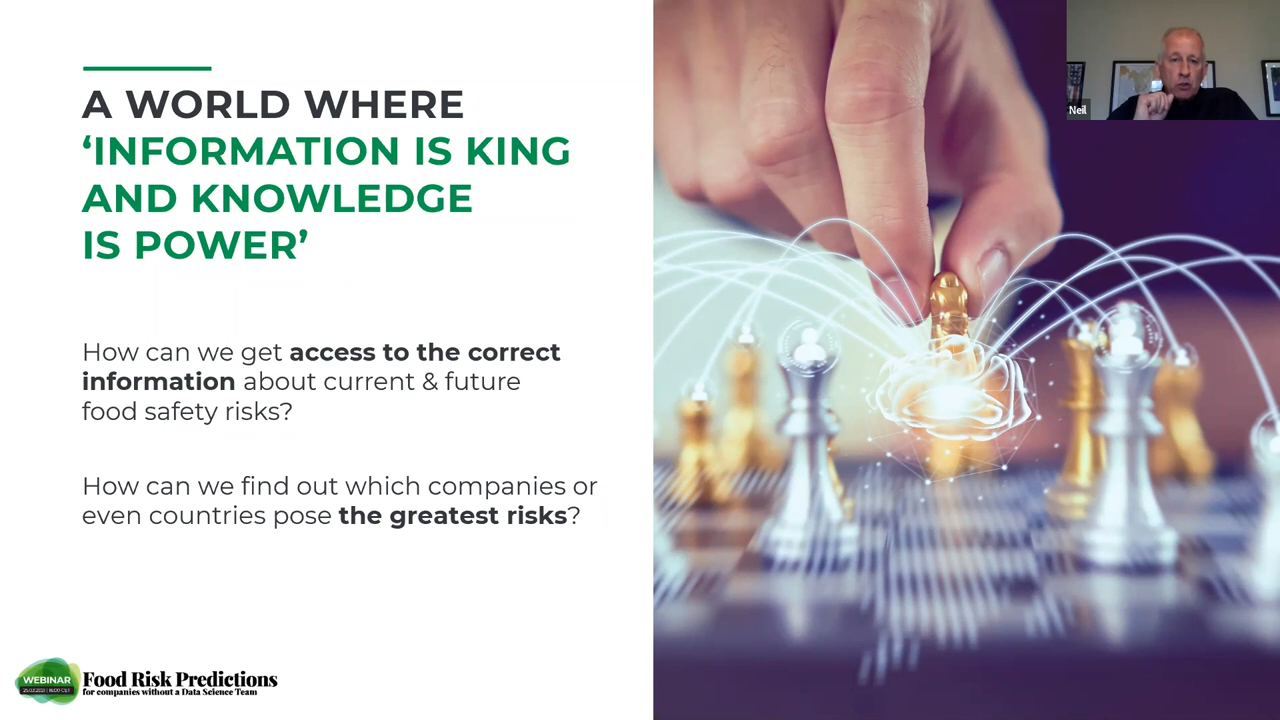 A WORLD WHERE
‘INFORMATION IS KING
AND KNOWLEDGE
IS POWER’
How can we get access to the correct
information about current & future
food safety risks?
How can we find out which companies or
even countries pose the greatest risks?
Neil
WEBINAR
Food Risk Predictions
for companies without a Data Science Team